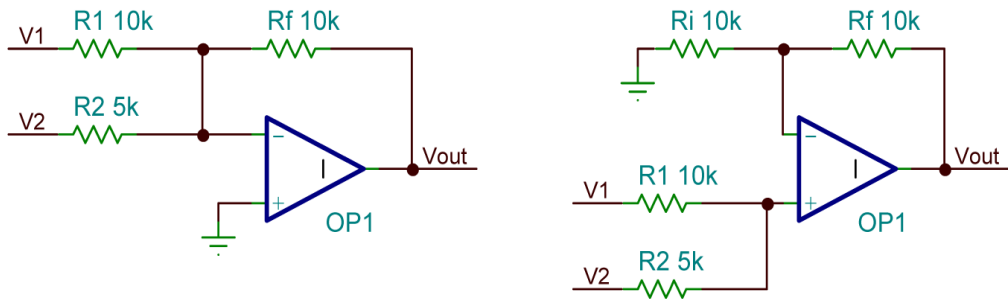 R1 10k
Rf 10k
V1
R2 5k
V2
−
+
I
OP1
Vout
Ri 10k
Rf 10k
−
+
I
OP1
Vout
V1
R1 10k
V2
R2 5k